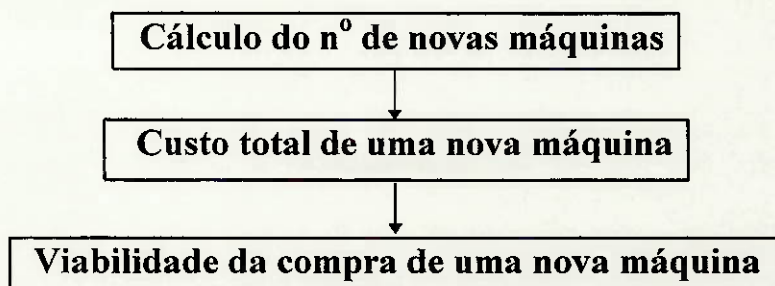 Cálculo do nº de novas máquinas
Custo total de uma nova máquina
Viabilidade da compra de uma nova máquina